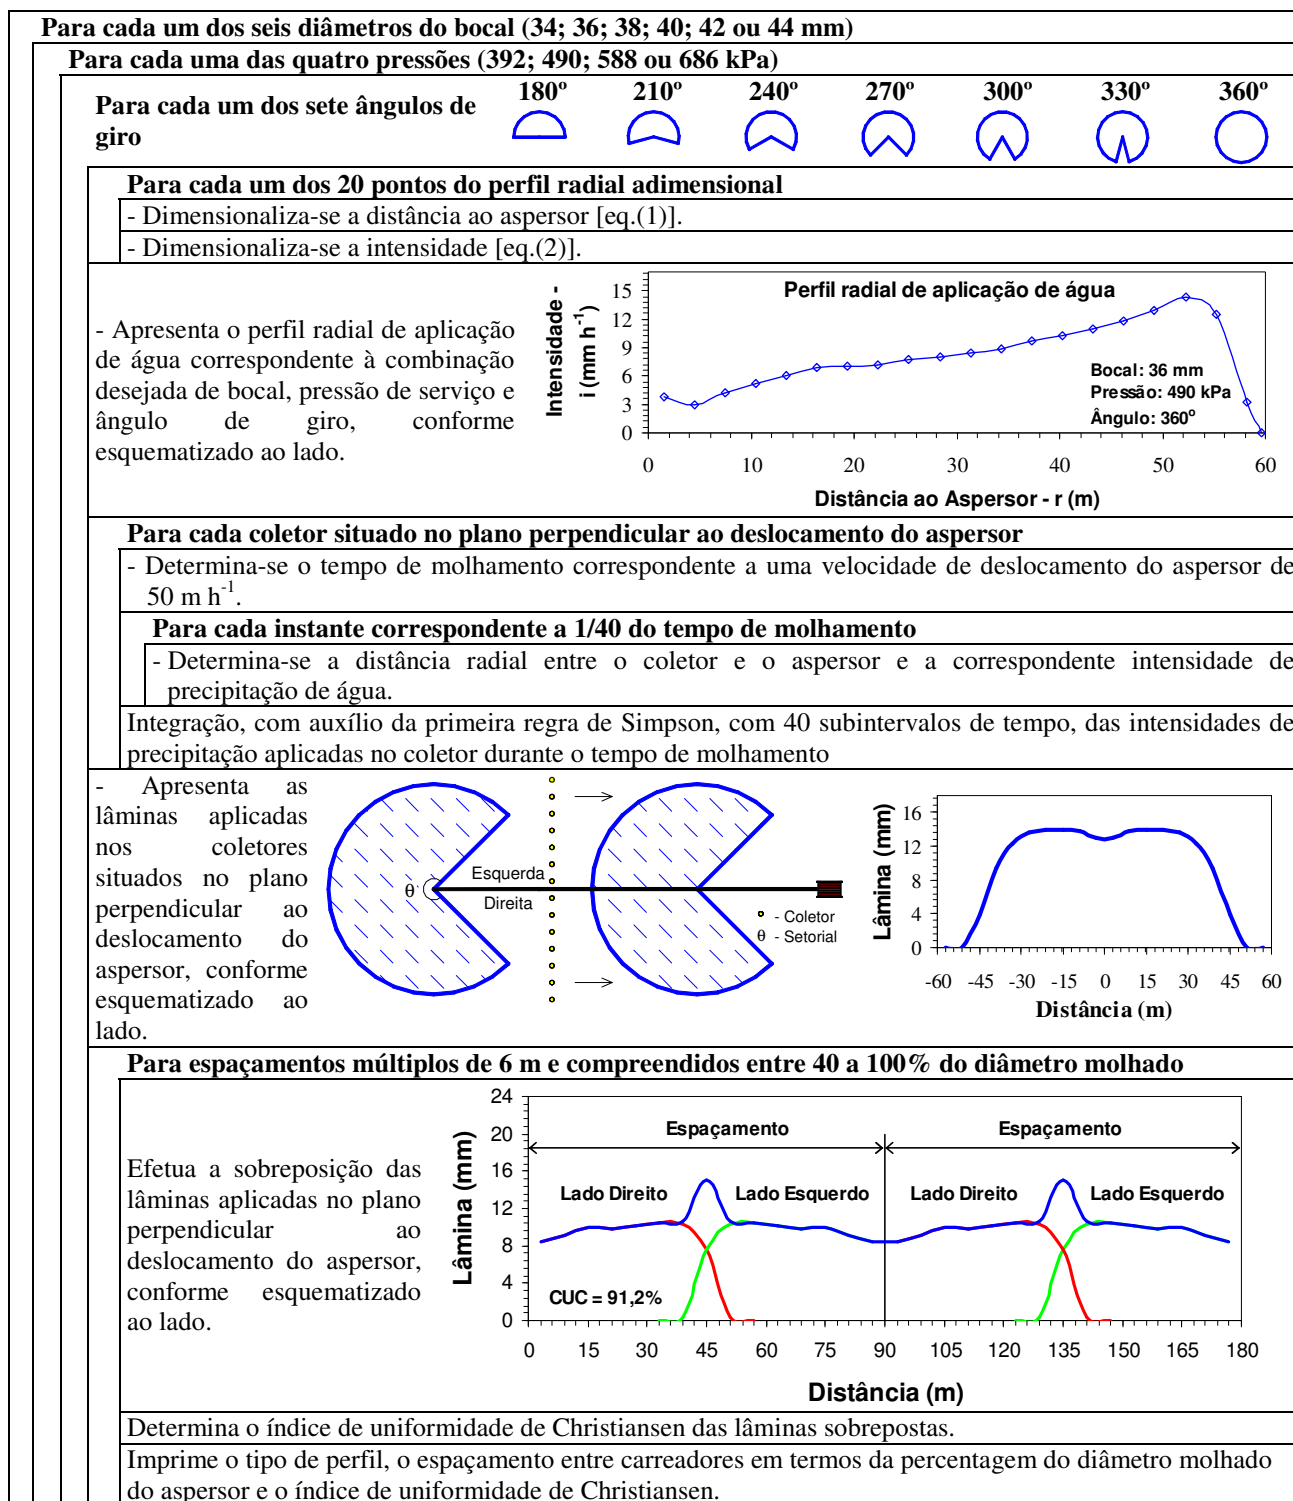 Para cada um dos seis diâmetros do bocal (34; 36; 38; 40; 42 ou 44 mm)
Para cada uma das quatro pressões (392; 490; 588 ou 686 kPa)
Para cada um dos sete ângulos de
giro
180º 210º 240º 270º 300º 330º 360º
Para cada um dos 20 pontos do perfil radial adimensional
- Dimensionaliza-se a distância ao aspersor [eq.(1)].
- Dimensionaliza-se a intensidade [eq.(2)].
- Apresenta o perfil radial de aplicação
de água correspondente à combinação
desejada de bocal, pressão de serviço e
ângulo de giro, conforme
esquematizado ao lado.
Perfil radial de aplicação de água
Intensidade -
i (mm h⁻¹)
15
12
9
6
3
0
Bocal: 36 mm
Pressão: 490 kPa
Ângulo: 360º
0 10 20 30 40 50 60
Distância ao Aspersor - r (m)
Para cada coletor situado no plano perpendicular ao deslocamento do aspersor
- Determina-se o tempo de molhamento correspondente a uma velocidade de deslocamento do aspersor de
50 m h⁻¹.
Para cada instante correspondente a 1/40 do tempo de molhamento
- Determina-se a distância radial entre o coletor e o aspersor e a correspondente intensidade de
precipitação de água.
Integração, com auxílio da primeira regra de Simpson, com 40 subintervalos de tempo, das intensidades de
precipitação aplicadas no coletor durante o tempo de molhamento
- Apresenta as
lâminas aplicadas
nos coletores
situados no plano
perpendicular ao
deslocamento do
aspersor, conforme
esquematizado ao
lado.
θ
Esquerda
Direita
- Coletor
θ - Setorial
Lâmina (mm)
16
12
8
4
0
-60 -45 -30 -15 0 15 30 45 60
Distância (m)
Para espaçamentos múltiplos de 6 m e compreendidos entre 40 a 100% do diâmetro molhado
Efetua a sobreposição das
lâminas aplicadas no plano
perpendicular ao
deslocamento do aspersor,
conforme esquematizado
ao lado.
Lâmina (mm)
24
20
16
12
8
4
0
Espaçamento Espaçamento
Lado Direito Lado Esquerdo Lado Direito Lado Esquerdo
CUC = 91,2%
0 15 30 45 60 75 90 105 120 135 150 165 180
Distância (m)
Determina o índice de uniformidade de Christiansen das lâminas sobrepostas.
Imprime o tipo de perfil, o espaçamento entre carreadores em termos da percentagem do diâmetro molhado
do aspersor e o índice de uniformidade de Christiansen.